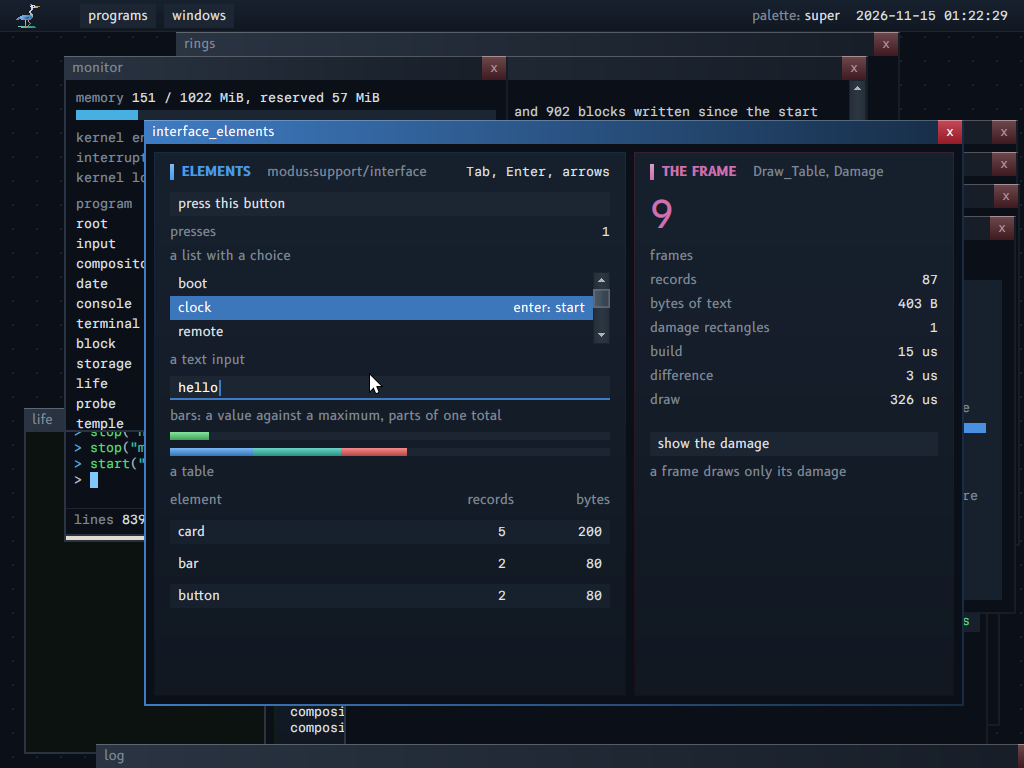 programs windows palette: super 2026-11-15 01:22:29
rings x
monitor x x
memory 151 / 1022 MiB, reserved 57 MiB
and 902 blocks written since the start
interface_elements x x
kernel
interrupt
kernel
x
program
root
input
date
console
terminal
block
storage
life
probe
temple
x
x
ELEMENTS modus:support/interface Tab, Enter, arrows
press this button
presses 1
a list with a choice
boot
clock enter: start
remote
a text input
hello
bars: a value against a maximum, parts of one total
a table
element records bytes
card 5 200
bar 2 80
button 2 80
THE FRAME Draw_Table, Damage
9
frames
records 87
bytes of text 403 B
damage rectangles 1
build 15 us
difference 3 us
draw 326 us
show the damage
a frame draws only its damage
life
> stop("
> stop("m
> start("
>
lines 839
composi
composi
log